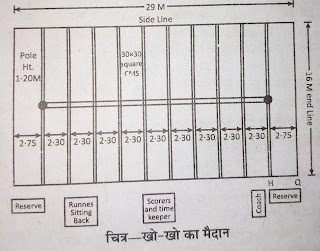 29 M
Side Line
Pole
Ht.
1·20M
30×30
square
CMS
16 M end Line
2·75 2·30 2·30 2·30 2·30 2·30 2·30 2·30 2·30 2·75
H Q
Reserve
Runnes
Sitting
Back
Scorers
and time
keeper
Coach
Reserve
चित्र—खो-खो का मैदान